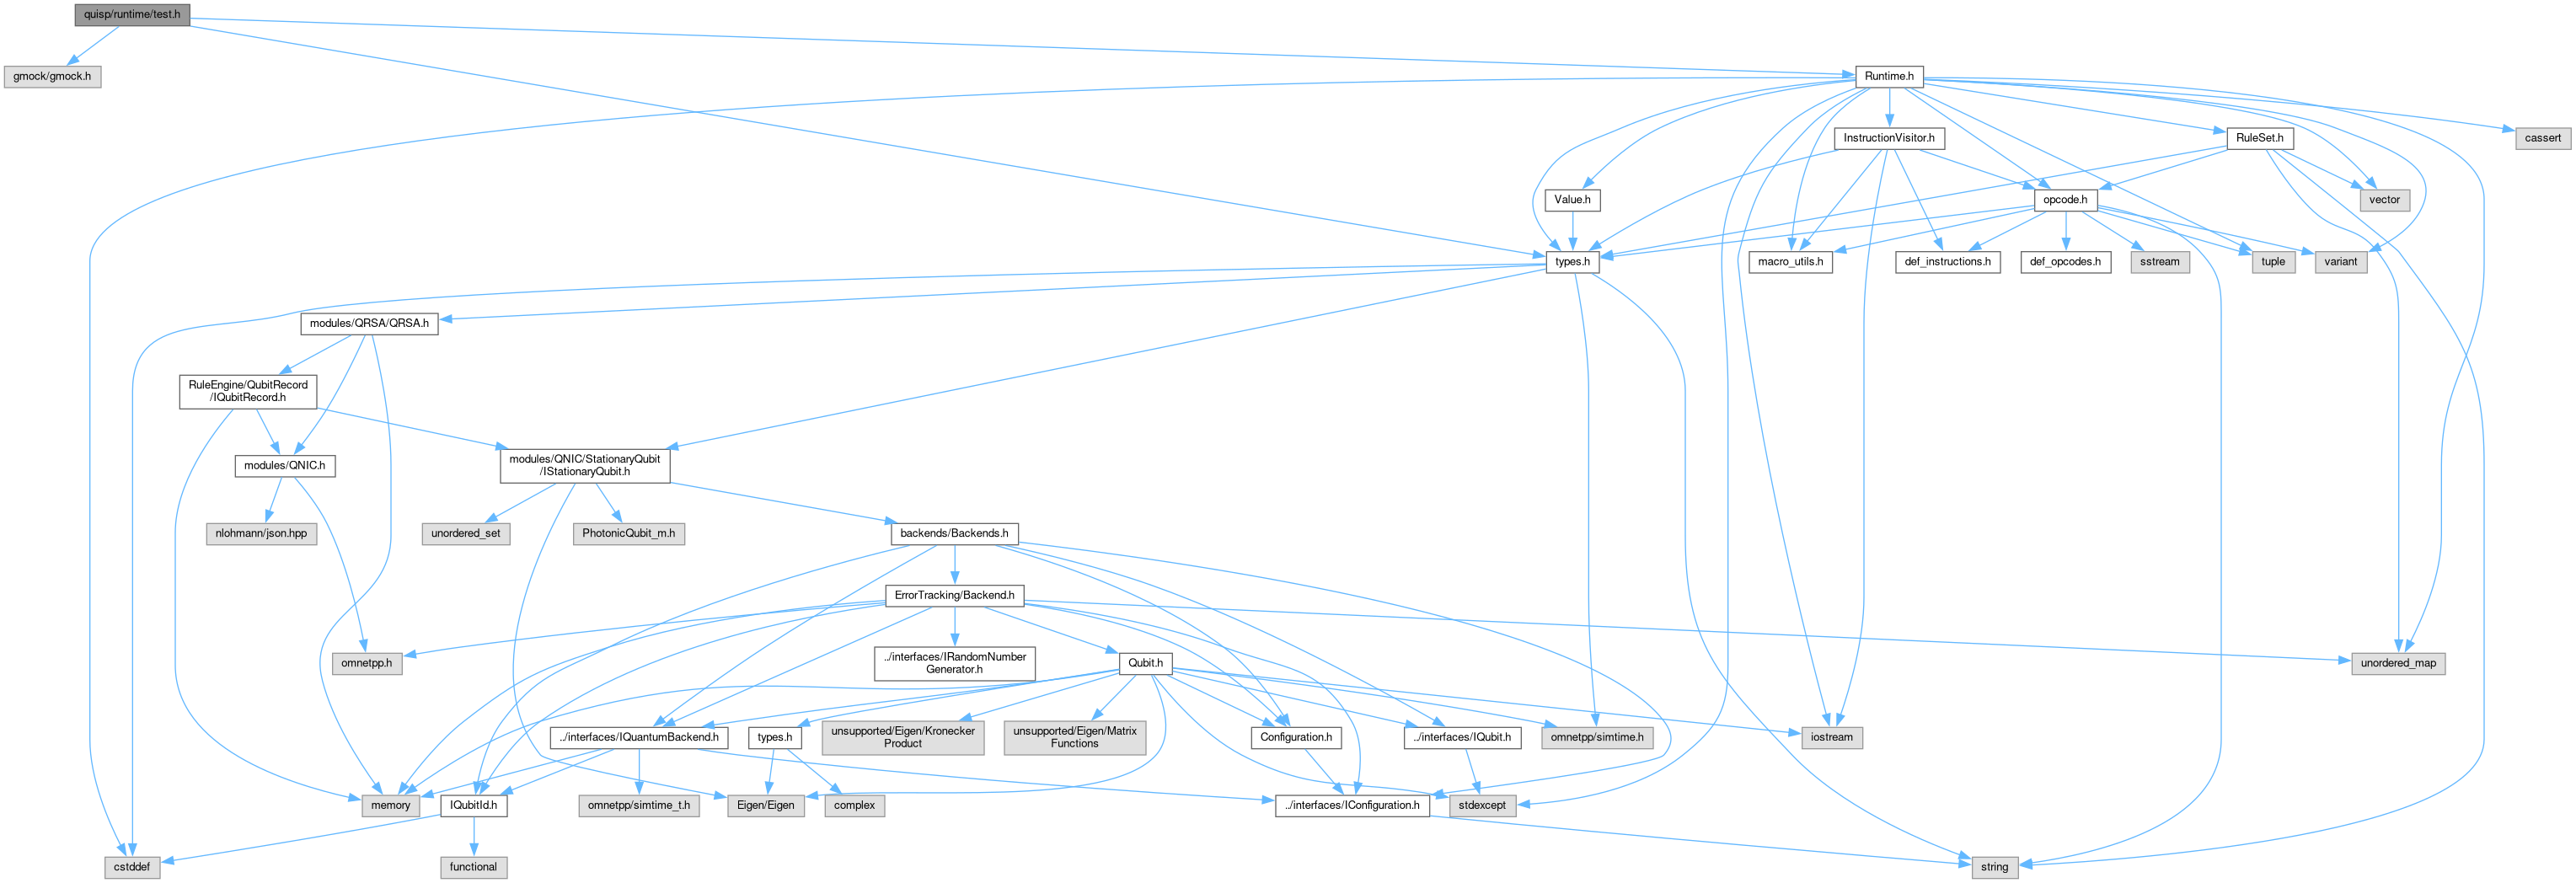 quisp/runtime/test.h
gmock/gmock.h
Runtime.h
InstructionVisitor.h
RuleSet.h
cassert
Value.h
opcode.h
vector
types.h
macro_utils.h
def_instructions.h
def_opcodes.h
sstream
tuple
variant
modules/QRSA/QRSA.h
RuleEngine/QubitRecord
/IQubitRecord.h
modules/QNIC.h
modules/QNIC/StationaryQubit
/IStationaryQubit.h
nlohmann/json.hpp
unordered_set
PhotonicQubit_m.h
backends/Backends.h
ErrorTracking/Backend.h
omnetpp.h
../interfaces/IRandomNumber
Generator.h
Qubit.h
unordered_map
../interfaces/IQuantumBackend.h
types.h
unsupported/Eigen/Kronecker
Product
unsupported/Eigen/Matrix
Functions
Configuration.h
../interfaces/IQubit.h
omnetpp/simtime.h
iostream
memory
IQubitId.h
omnetpp/simtime_t.h
Eigen/Eigen
complex
../interfaces/IConfiguration.h
stdexcept
cstddef
functional
string